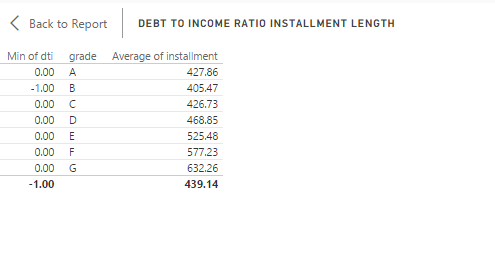 Back to Report DEBT TO INCOME RATIO INSTALLMENT LENGTH
Min of dti grade Average of installment
0.00 A 427.86
-1.00 B 405.47
0.00 C 426.73
0.00 D 468.85
0.00 E 525.48
0.00 F 577.23
0.00 G 632.26
-1.00 439.14